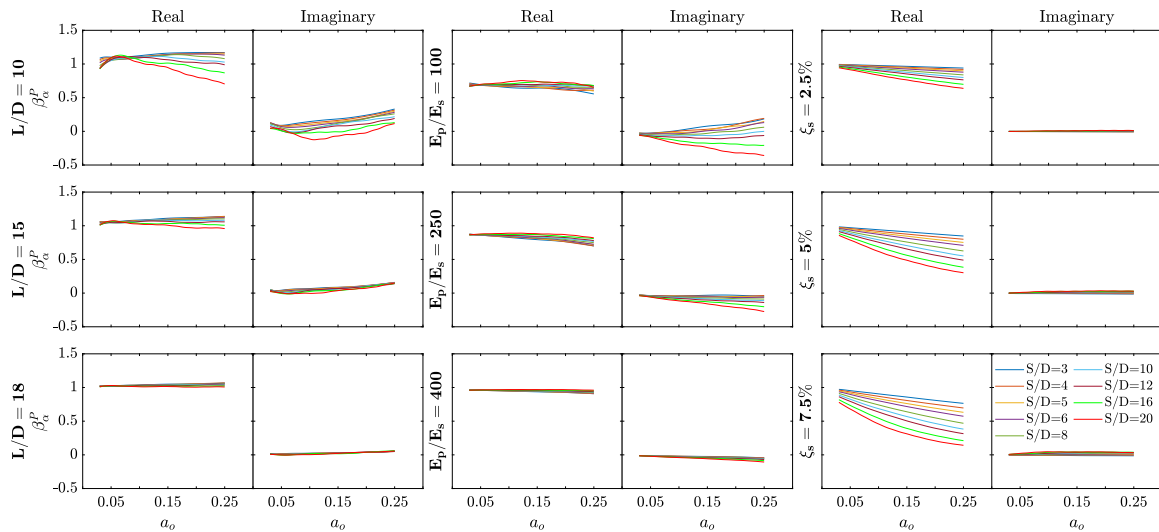 Real Imaginary Real Imaginary Real Imaginary
L/D = 10
β_α^P
1.5
1
0.5
0
-0.5
E_p/E_s = 100
ξ_s = 2.5%
L/D = 15
β_α^P
1.5
1
0.5
0
-0.5
E_p/E_s = 250
ξ_s = 5%
L/D = 18
β_α^P
1.5
1
0.5
0
-0.5
E_p/E_s = 400
ξ_s = 7.5%
S/D=3 S/D=10
S/D=4 S/D=12
S/D=5 S/D=16
S/D=6 S/D=20
S/D=8
0.05 0.15 0.25 0.05 0.15 0.25 0.05 0.15 0.25 0.05 0.15 0.25 0.05 0.15 0.25 0.05 0.15 0.25
a_o a_o a_o a_o a_o a_o